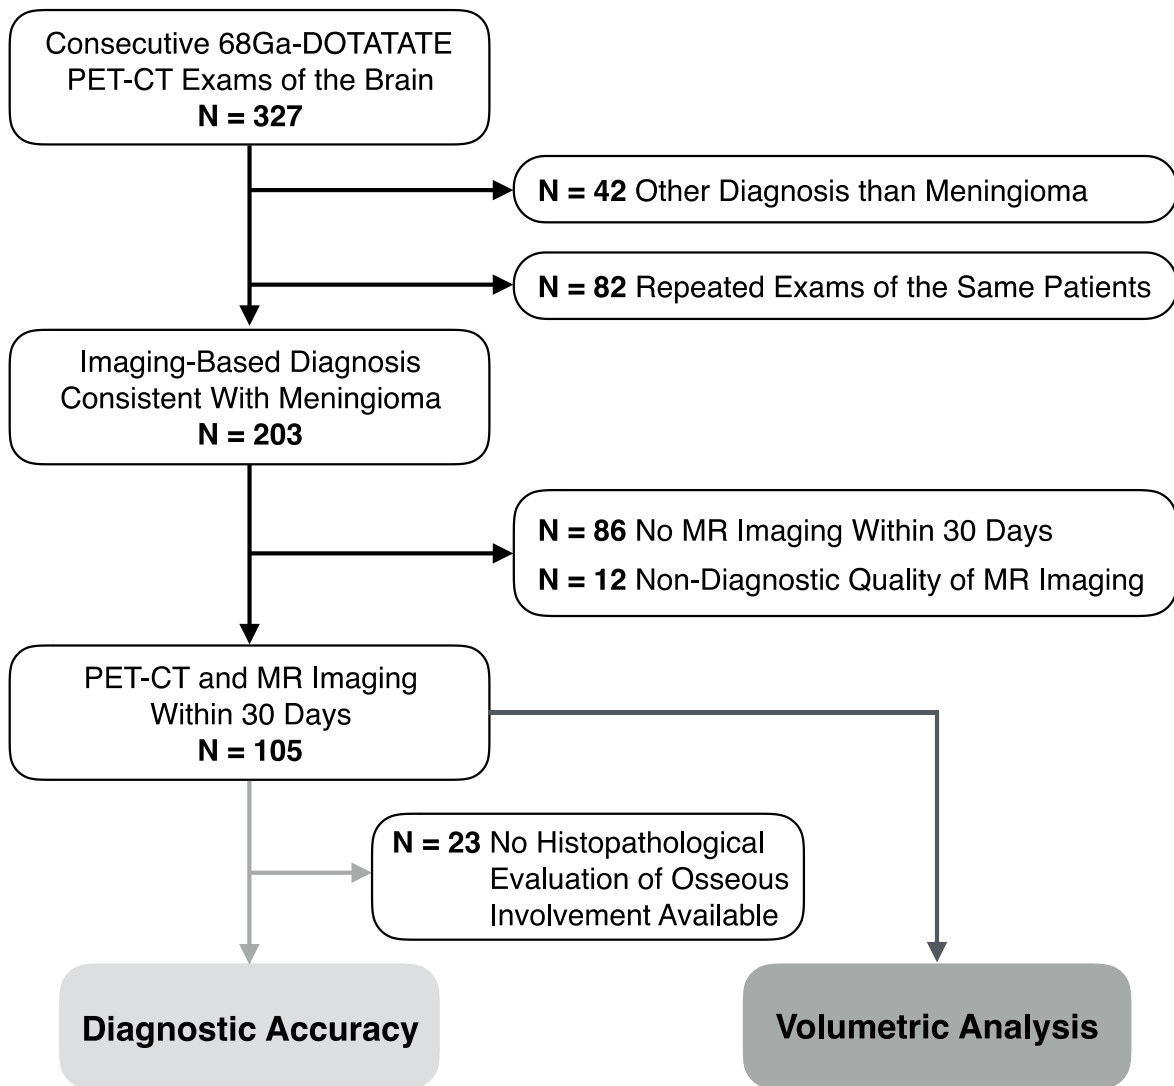 Consecutive 68Ga-DOTATATE
PET-CT Exams of the Brain
N = 327
N = 42 Other Diagnosis than Meningioma
N = 82 Repeated Exams of the Same Patients
Imaging-Based Diagnosis
Consistent With Meningioma
N = 203
N = 86 No MR Imaging Within 30 Days
N = 12 Non-Diagnostic Quality of MR Imaging
PET-CT and MR Imaging
Within 30 Days
N = 105
N = 23 No Histopathological
Evaluation of Osseous
Involvement Available
Diagnostic Accuracy
Volumetric Analysis